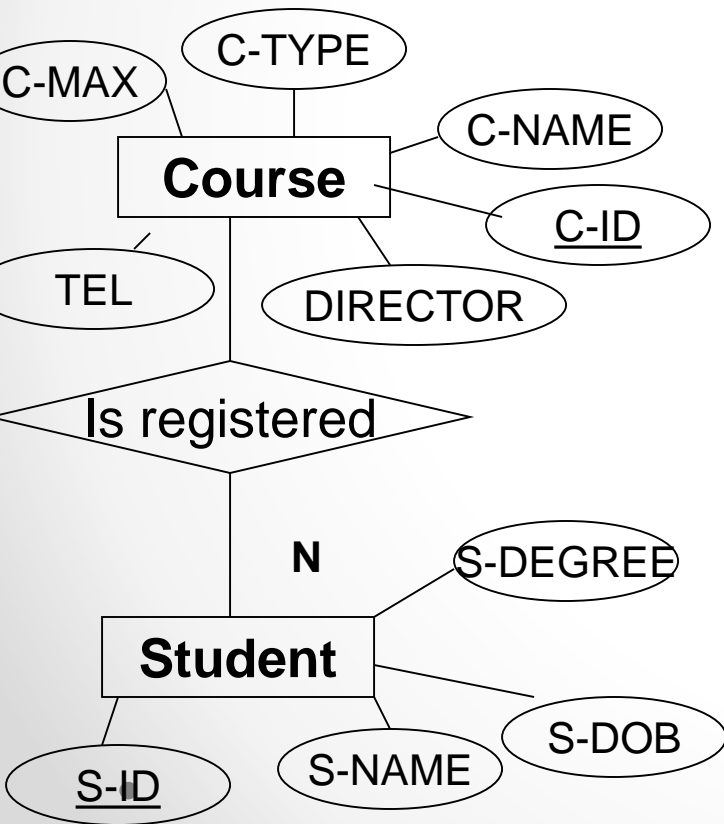 C-TYPE
C-MAX
C-NAME
Course
C-ID
TEL
DIRECTOR
Is registered
N
S-DEGREE
Student
S-DOB
S-NAME
S-ID